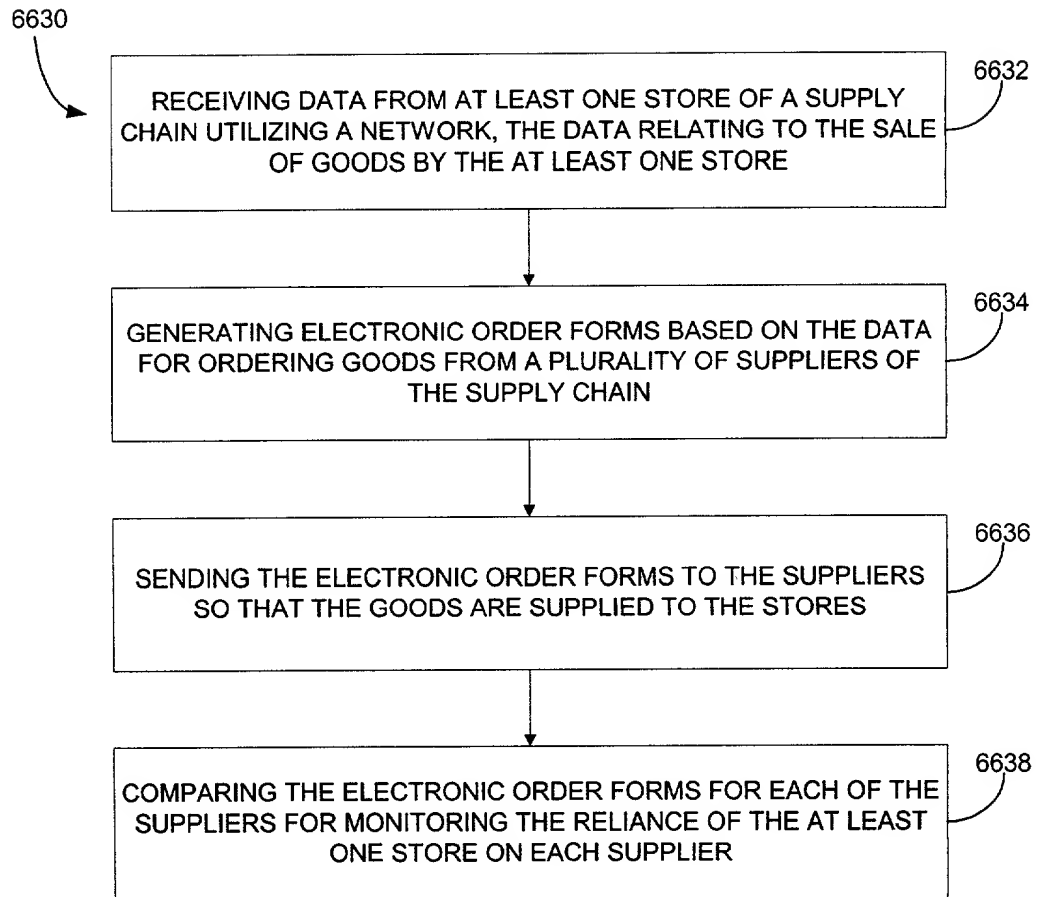 6630
6632
RECEIVING DATA FROM AT LEAST ONE STORE OF A SUPPLY
CHAIN UTILIZING A NETWORK, THE DATA RELATING TO THE SALE
OF GOODS BY THE AT LEAST ONE STORE
6634
GENERATING ELECTRONIC ORDER FORMS BASED ON THE DATA
FOR ORDERING GOODS FROM A PLURALITY OF SUPPLIERS OF
THE SUPPLY CHAIN
6636
SENDING THE ELECTRONIC ORDER FORMS TO THE SUPPLIERS
SO THAT THE GOODS ARE SUPPLIED TO THE STORES
6638
COMPARING THE ELECTRONIC ORDER FORMS FOR EACH OF THE
SUPPLIERS FOR MONITORING THE RELIANCE OF THE AT LEAST
ONE STORE ON EACH SUPPLIER